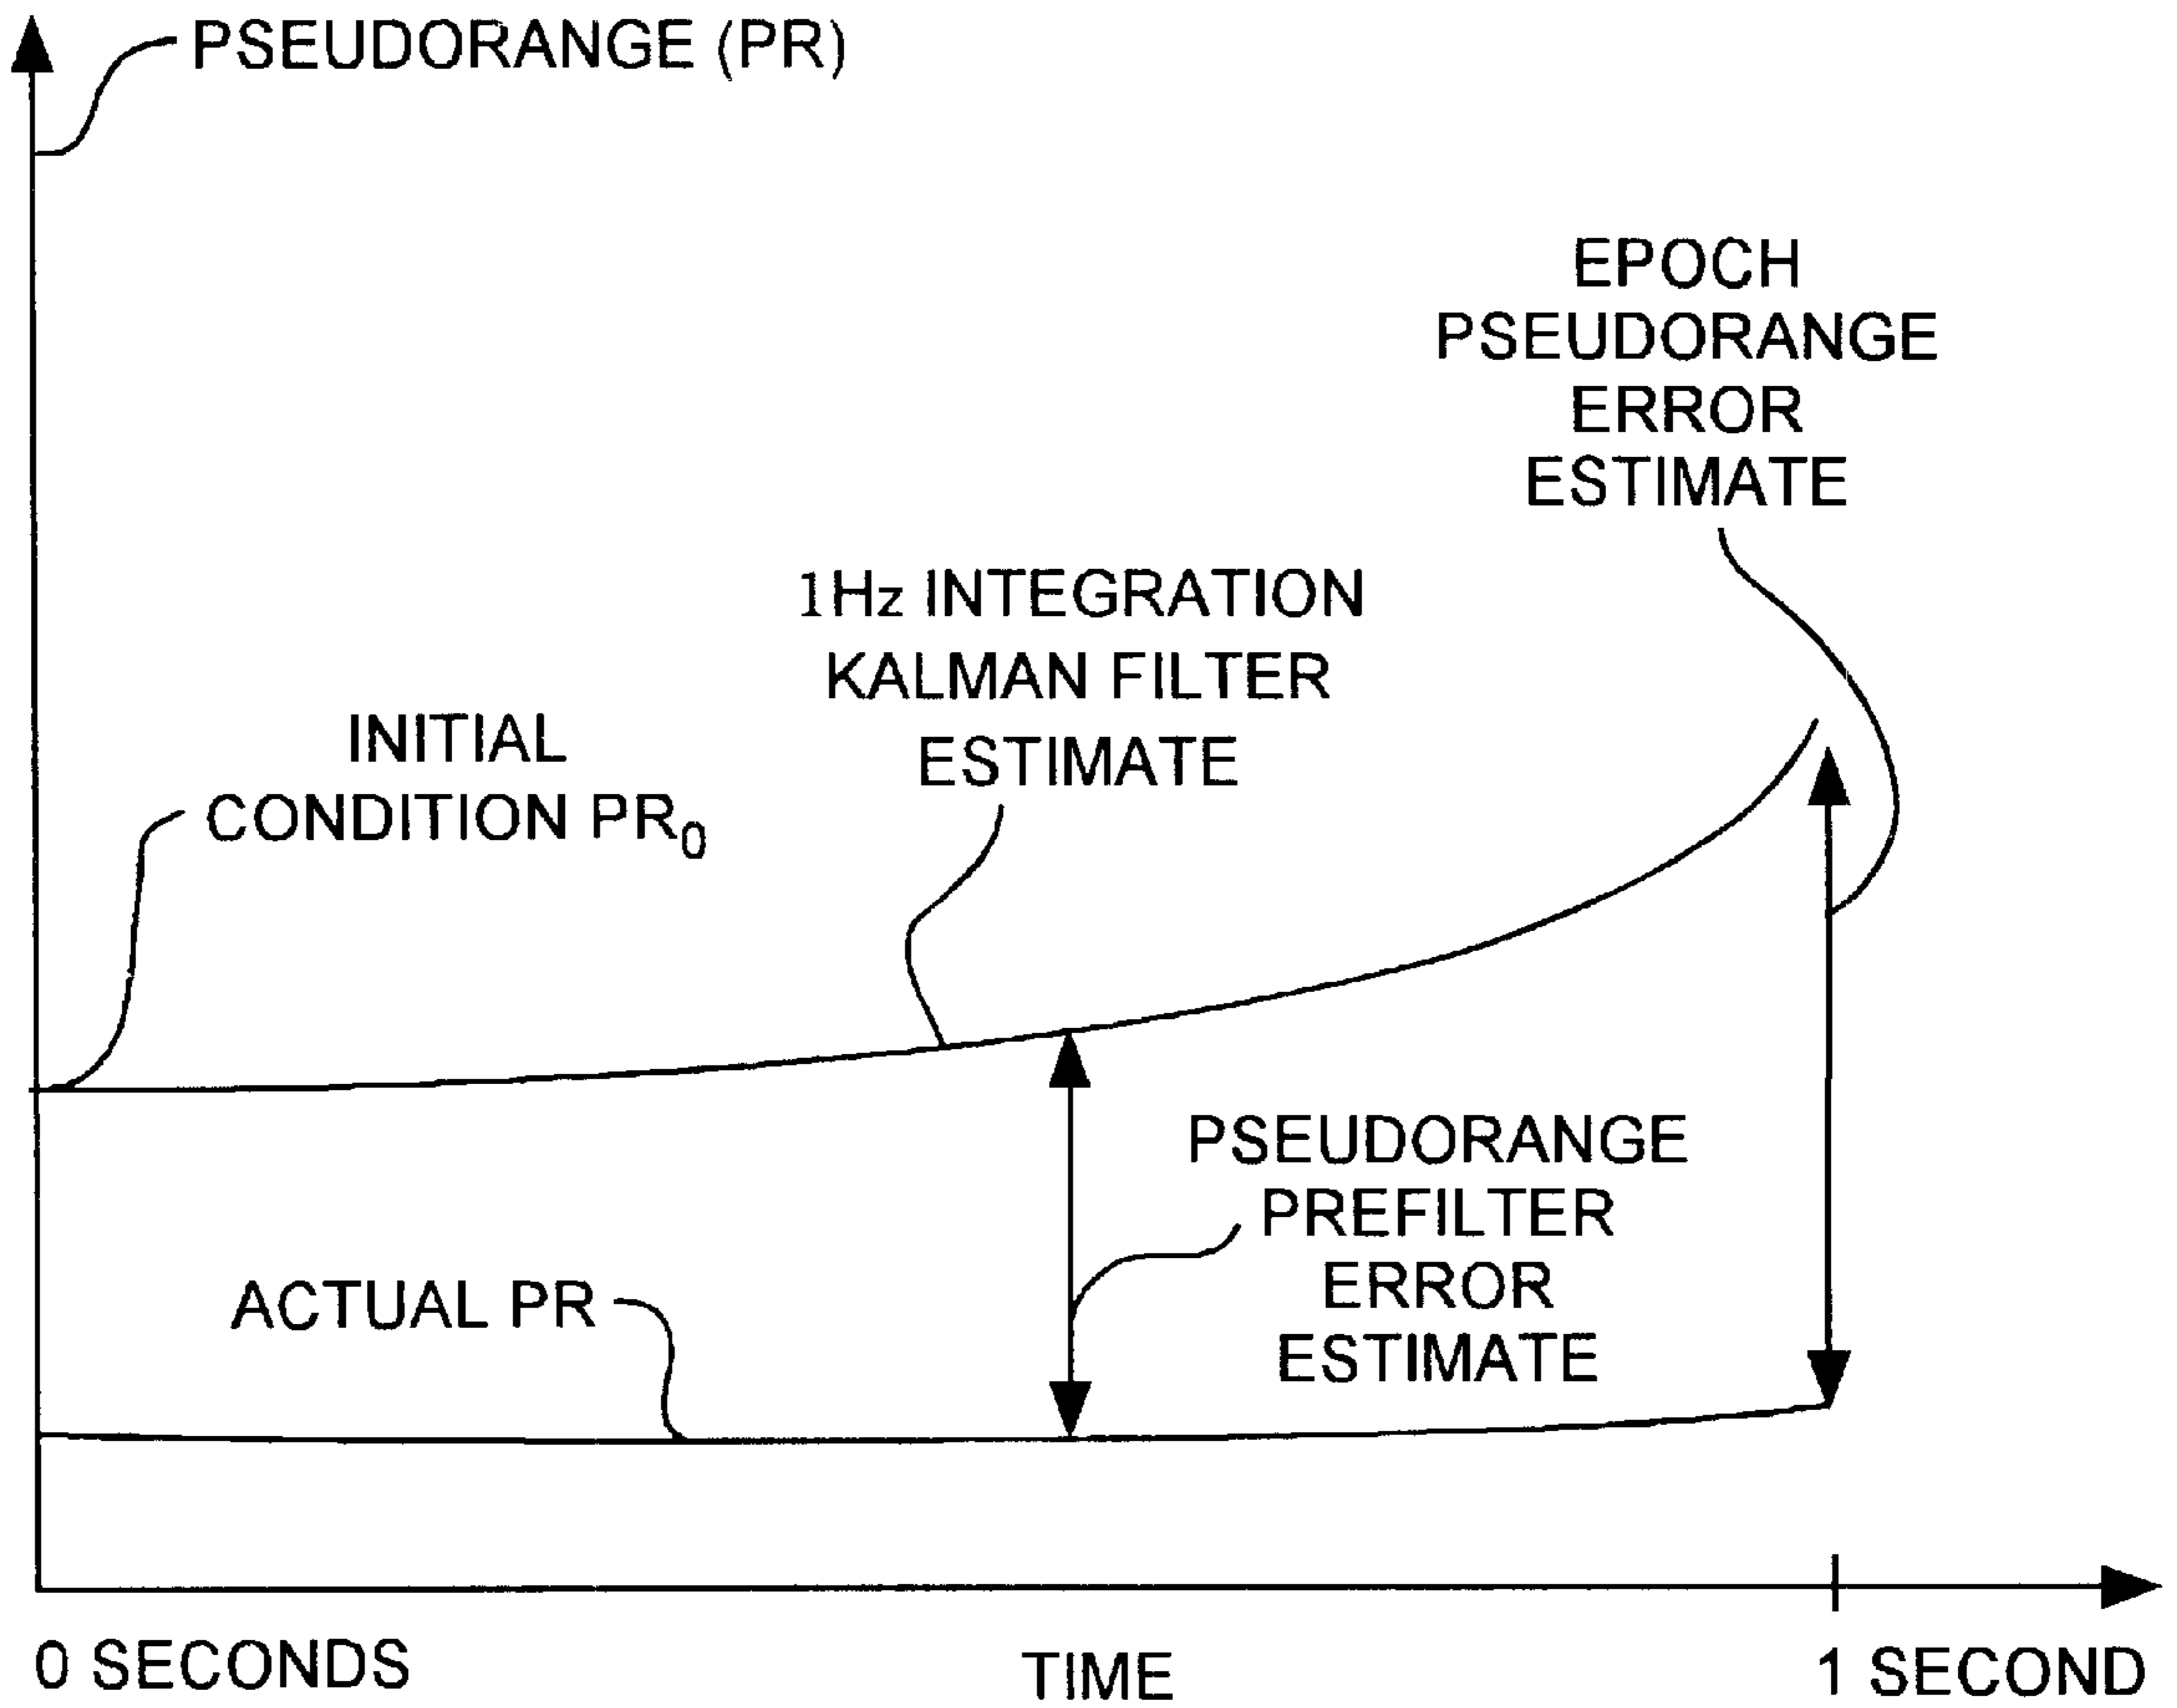 PSEUDORANGE (PR)
EPOCH
PSEUDORANGE
ERROR
ESTIMATE
1Hz INTEGRATION
KALMAN FILTER
ESTIMATE
INITIAL
CONDITION PR₀
PSEUDORANGE
PREFILTER
ERROR
ESTIMATE
ACTUAL PR
0 SECONDS
TIME
1 SECOND